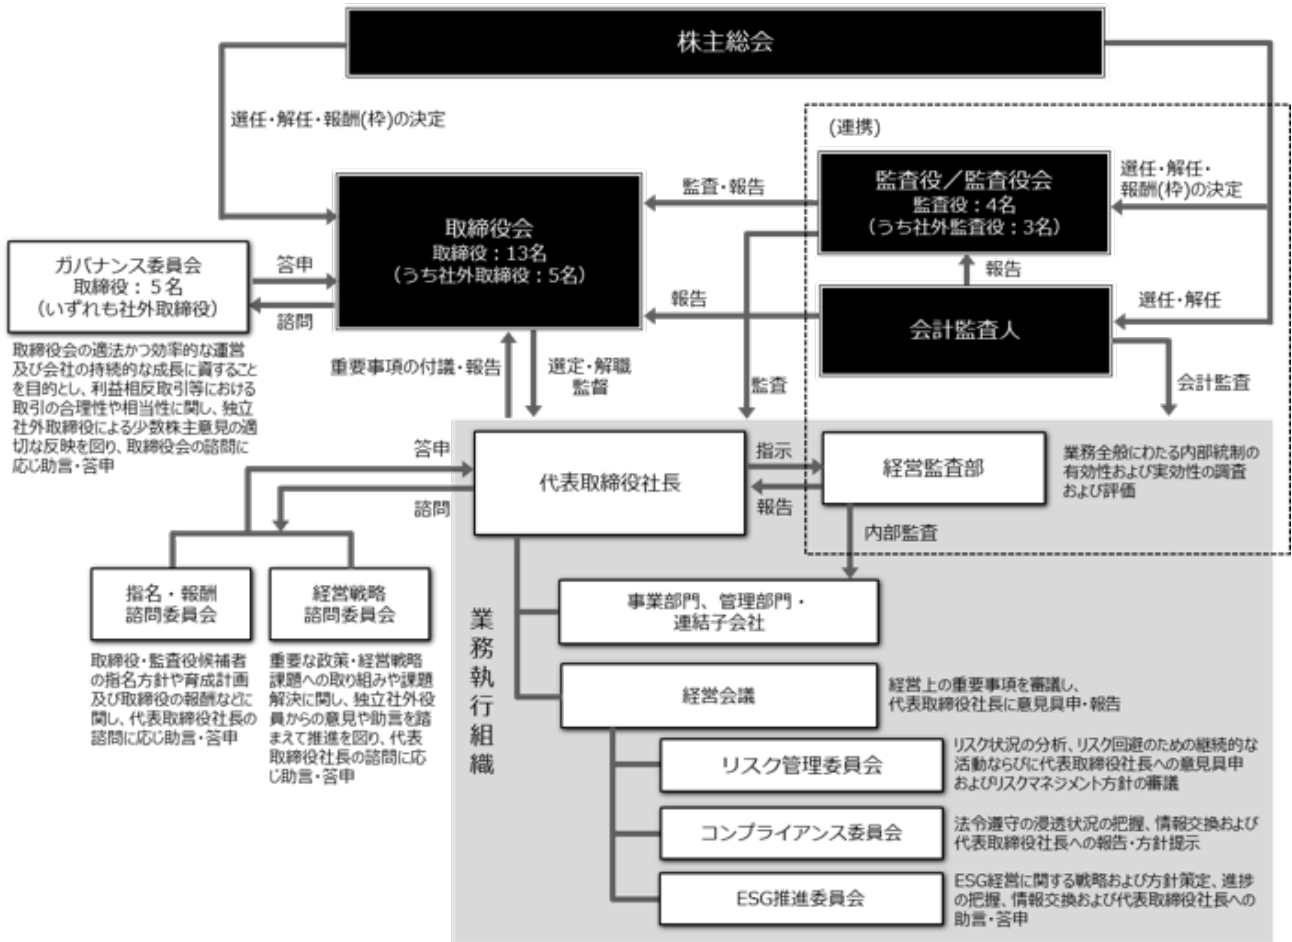 株主総会
選任・解任・報酬(枠)の決定
(連携)
監査役／監査役会
監査役：4名
（うち社外監査役：3名）
選任・解任・
報酬(枠)の決定
監査・報告
取締役会
取締役：13名
（うち社外取締役：5名）
ガバナンス委員会
取締役：５名
（いずれも社外取締役）
答申
諮問
報告
報告
会計監査人
選任・解任
取締役会の適法かつ効率的な運営
及び会社の持続的な成長に資すること
を目的とし、利益相反取引等における
取引の合理性や相当性に関し、独立
社外取締役による少数株主意見の適
切な反映を図り、取締役会の諮問に
応じ助言・答申
重要事項の付議・報告
選定・解職
監督
監査
会計監査
答申
諮問
代表取締役社長
指示
報告
経営監査部
業務全般にわたる内部統制の
有効性および実効性の調査
および評価
内部監査
指名・報酬
諮問委員会
経営戦略
諮問委員会
取締役・監査役候補者
の指名方針や育成計画
及び取締役の報酬などに
関し、代表取締役社長の
諮問に応じ助言・答申
重要な政策・経営戦略
課題への取り組みや課題
解決に関し、独立社外役
員からの意見や助言を踏
まえて推進を図り、代表
取締役社長の諮問に応
じ助言・答申
業務執行組織
事業部門、管理部門・
連結子会社
経営会議
経営上の重要事項を審議し、
代表取締役社長に意見具申・報告
リスク管理委員会
リスク状況の分析、リスク回避のための継続的な
活動ならびに代表取締役社長への意見具申
およびリスクマネジメント方針の審議
コンプライアンス委員会
法令遵守の浸透状況の把握、情報交換および
代表取締役社長への報告・方針提示
ESG推進委員会
ESG経営に関する戦略および方針策定、進捗
の把握、情報交換および代表取締役社長への
助言・答申